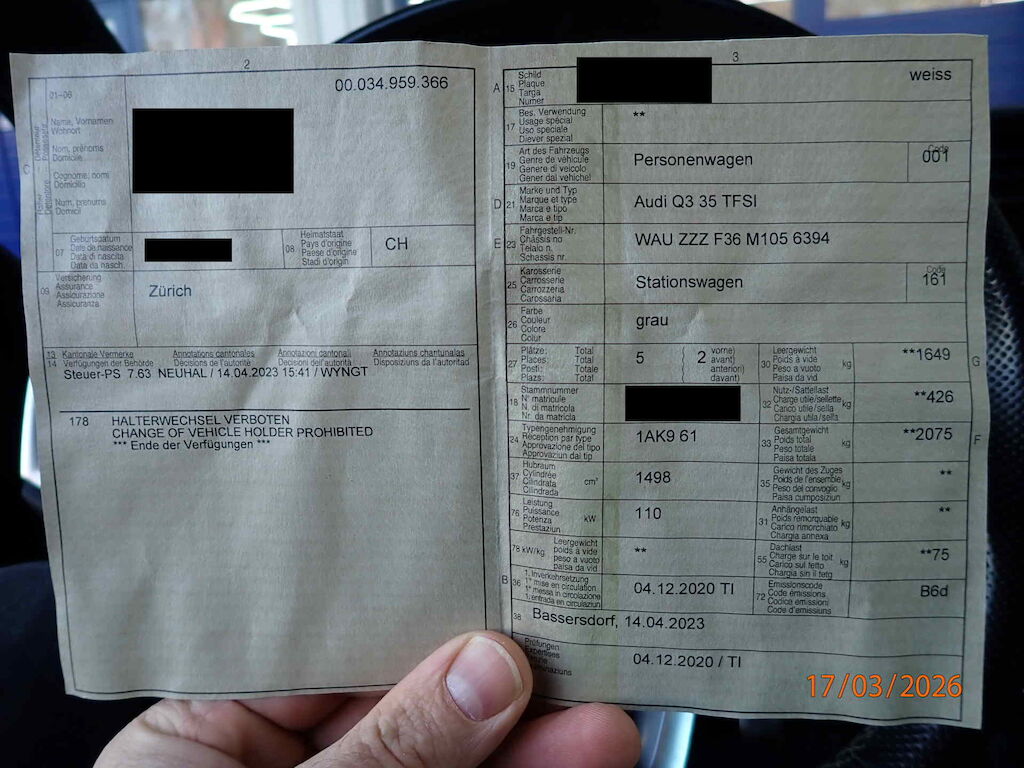 2
00.034.959.366
01-06
Name, Vornamen
Wohnort
Nom, prénoms
Domicile
Cognome, nomi
Domicilio
Num, prenums
Domicil
C
07
Geburtsdatum
Date de naissance
Data di nascita
Data da nasch.
08
Heimatstaat
Pays d'origine
Paese d'origine
Stadi d'origin
CH
09
Versicherung
Assurance
Assicurazione
Assicuranza
Zürich
13
14
Kantonale Vermerke
Verfügungen der Behörde
Annotations cantonales
Décisions de l'autorité
Annotazioni cantonali
Decisioni dell'autorità
Annotaziuns chantunalas
Disposiziuns da l'autoritad
Steuer-PS 7.63 NEUHAL / 14.04.2023 15:41 / WYNGT
178 HALTERWECHSEL VERBOTEN
CHANGE OF VEHICLE HOLDER PROHIBITED
*** Ende der Verfügungen ***
3
A 15
Schild
Plaque
Targa
Numer
weiss
17
Bes. Verwendung
Usage spécial
Uso speciale
Diever spezial
**
19
Art des Fahrzeugs
Genre de véhicule
Genere di veicolo
Gener dal vehichel
Personenwagen
Code
001
D 21
Marke und Typ
Marque et type
Marca e tipo
Marca e tip
Audi Q3 35 TFSI
E 23
Fahrgestell-Nr.
Châssis no
Telaio n.
Schassis nr.
WAU ZZZ F36 M105 6394
25
Karosserie
Carrosserie
Carrozzeria
Carossaria
Stationswagen
Code
161
26
Farbe
Couleur
Colore
Colur
grau
27
Plätze: Total
Places: Total
Posti: Totale
Plazs: Total
5
( 2 vorne)
avant)
anteriori)
davant)
30
Leergewicht
Poids à vide
Peso a vuoto
Paisa da vid
kg
**1649
G
18
Stammnummer
N° matricule
N. di matricola
Nr. da matricla
32
Nutz-/Sattellast
Charge utile/sellette
Carico utile/sella
Chargia utila/sella
kg
**426
24
Typengenehmigung
Réception par type
Approvazione del tipo
Approvaziun dal tip
1AK9 61
33
Gesamtgewicht
Poids total
Peso totale
Paisa totala
kg
**2075
F
37
Hubraum
Cylindrée
Cilindrata
Cilindrada
cm³
1498
35
Gewicht des Zuges
Poids de l'ensemble
Peso del convoglio
Paisa cumposiziun
kg
**
76
Leistung
Puissance
Potenza
Prestaziun
kW
110
31
Anhängelast
Poids remorquable
Carico rimorchiato
Chargia annexa
kg
**
78 kW/kg
Leergewicht
poids à vide
peso a vuoto
paisa da vid
**
55
Dachlast
Charge sur le toit
Carico sul tetto
Chargia sin il tetg
kg
**75
B 36
1. Inverkehrsetzung
1re mise en circulation
1a messa in circolazione
1. entrada en circulaziun
04.12.2020 TI
72
Emissionscode
Code émissions
Codice emissioni
Code d'emissiuns
B6d
38
Bassersdorf, 14.04.2023
Prüfungen
Expertises
04.12.2020 / TI
17/03/2026